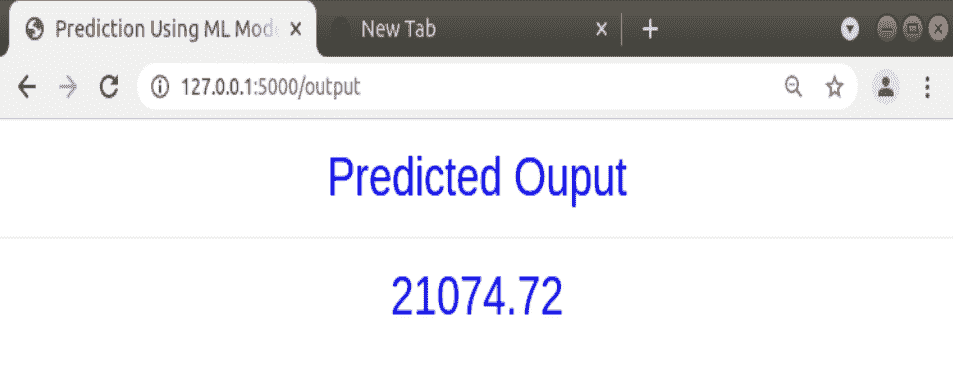 Prediction Using ML Mod
New Tab
127.0.0.1:5000/output
Predicted Ouput
21074.72